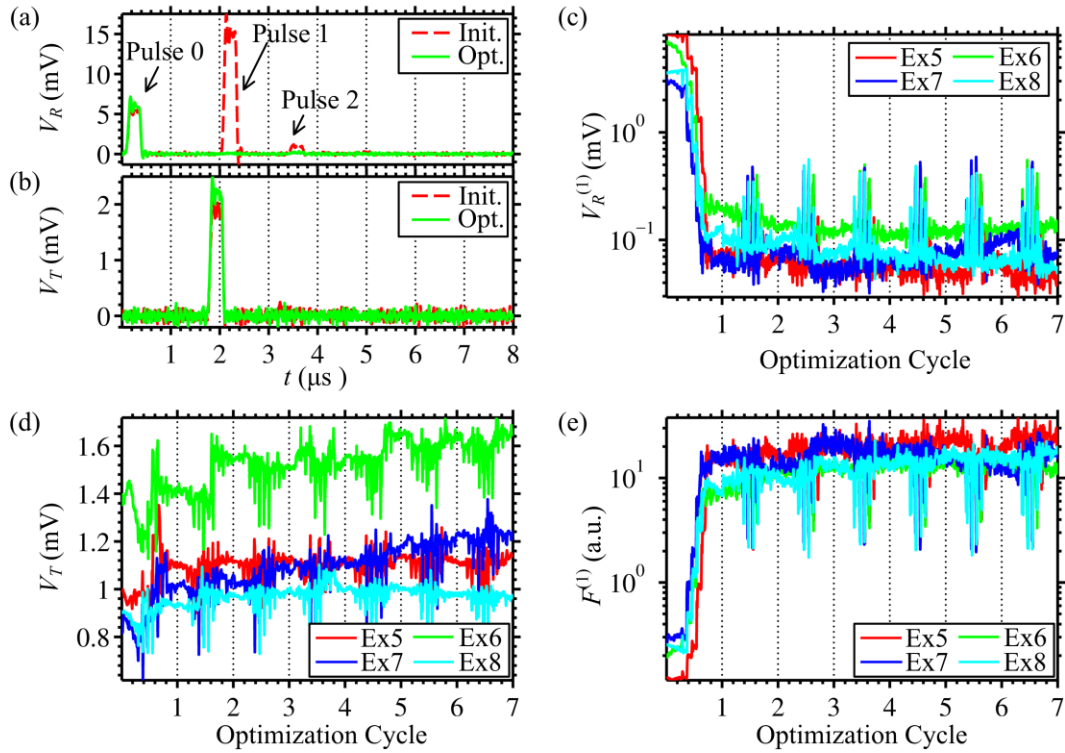 (a)
15
10
5
0
V_R (mV)
Pulse 0
Pulse 1
Pulse 2
Init.
Opt.
(b)
2
1
0
V_T (mV)
Init.
Opt.
1 2 3 4 5 6 7 8
t (μs )
(c)
10^0
10^−1
V_R^(1) (mV)
Ex5 Ex6
Ex7 Ex8
1 2 3 4 5 6 7
Optimization Cycle
(d)
1.6
1.4
1.2
1
0.8
V_T (mV)
Ex5 Ex6
Ex7 Ex8
1 2 3 4 5 6 7
Optimization Cycle
(e)
10^1
10^0
F^(1) (a.u.)
Ex5 Ex6
Ex7 Ex8
1 2 3 4 5 6 7
Optimization Cycle